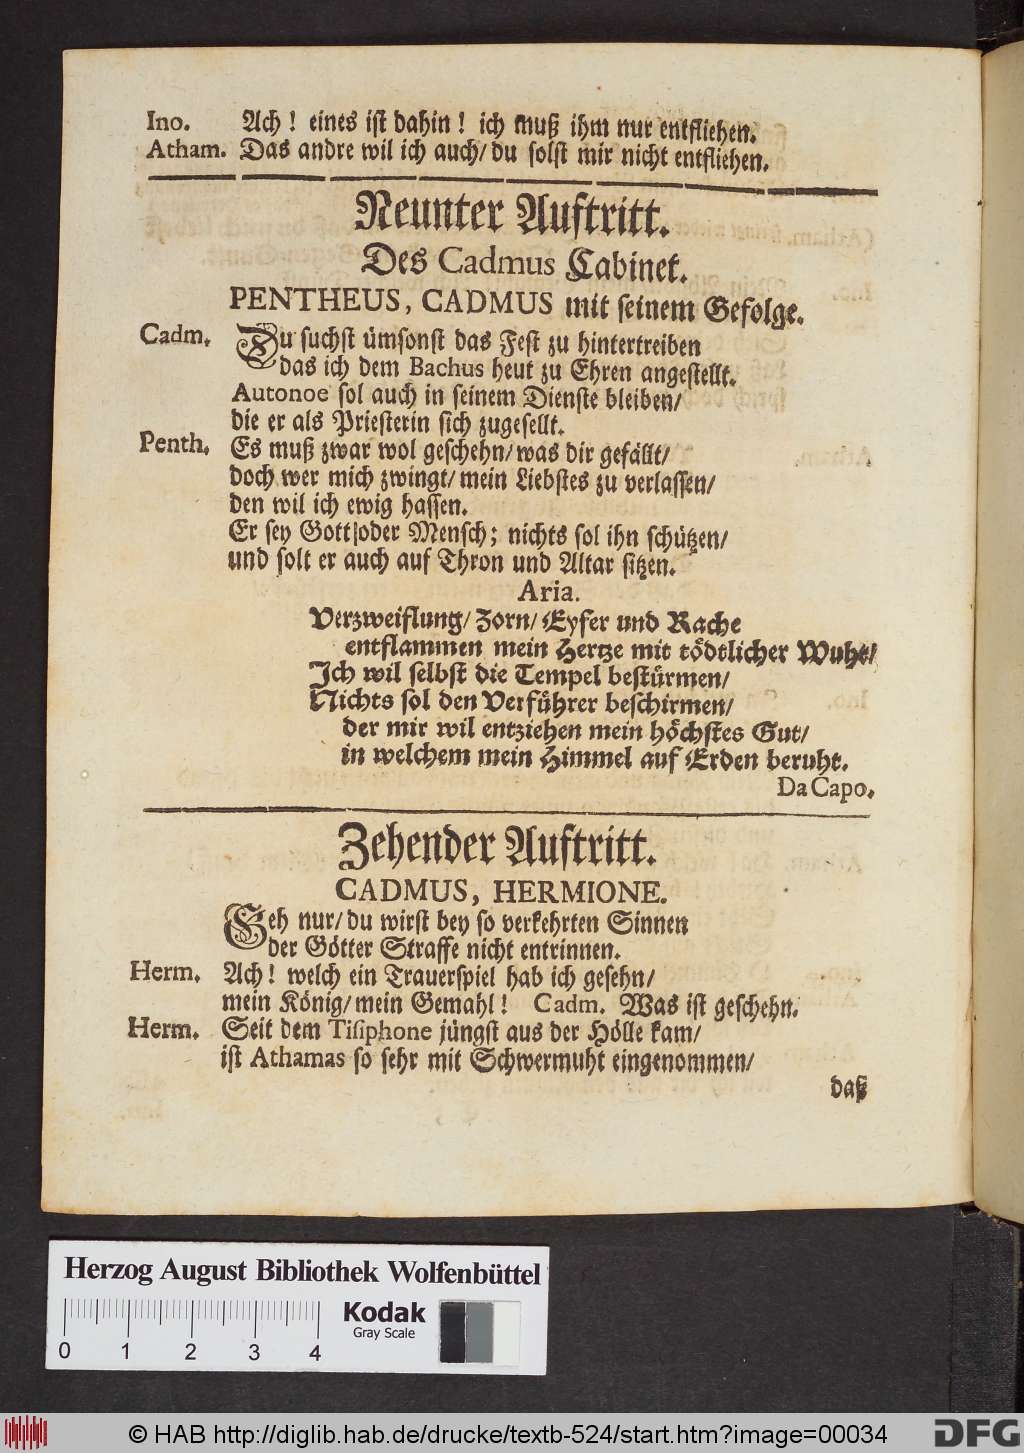 Ino. Ach! eines ist dahin! ich muß ihm nur entfliehen.
Atham. Das andre wil ich auch/ du solst mir nicht entfliehen.
Neunter Auftritt.
Des Cadmus Cabinet.
PENTHEUS, CADMUS mit seinem Gefolge.
Cadm. Du suchst ümsonst das Fest zu hintertreiben
das ich dem Bachus heut zu Ehren angestellt.
Autonoe sol auch in seinem Dienste bleiben/
die er als Priesterin sich zugesellt.
Penth. Es muß zwar wol geschehn/ was dir gefällt/
doch wer mich zwingt/ mein Liebstes zu verlassen/
den wil ich ewig hassen.
Er sey Gott/oder Mensch; nichts sol ihn schützen/
und solt er auch auf Thron und Altar sitzen.
Aria.
Verzweiflung/ Zorn/ Eyfer und Rache
entflammen mein Hertze mit tödtlicher Wuht/
Ich wil selbst die Tempel bestürmen/
Nichts sol den Verführer beschirmen/
der mir wil entziehen mein höchstes Gut/
in welchem mein Himmel auf Erden beruht.
Da Capo.
Zehender Auftritt.
CADMUS, HERMIONE.
Geh nur/ du wirst bey so verkehrten Sinnen
der Götter Straffe nicht entrinnen.
Herm. Ach! welch ein Trauerspiel hab ich gesehn/
mein König/ mein Gemahl! Cadm. Was ist geschehn.
Herm. Seit dem Tisiphone jüngst aus der Hölle kam/
ist Athamas so sehr mit Schwermuht eingenommen/
daß
Herzog August Bibliothek Wolfenbüttel
Kodak
Gray Scale
0 1 2 3 4
© HAB http://diglib.hab.de/drucke/textb-524/start.htm?image=00034
DFG